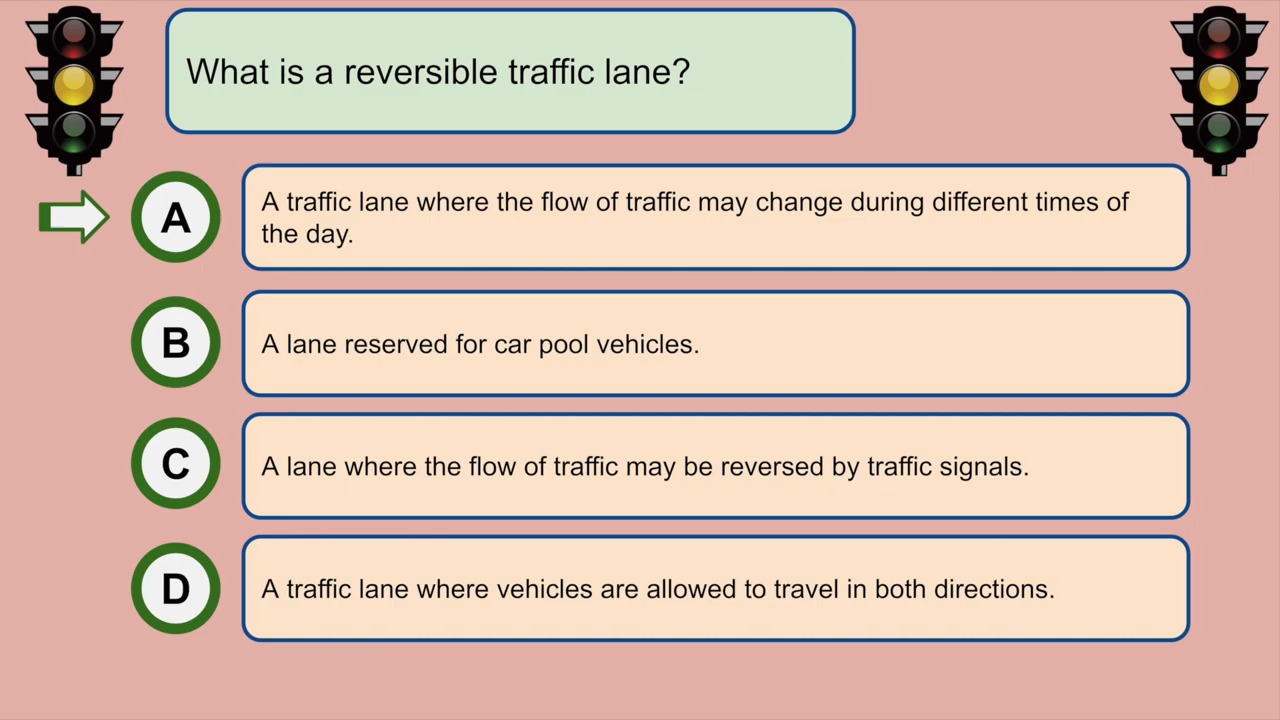 What is a reversible traffic lane?
A
A traffic lane where the flow of traffic may change during different times of
the day.
B
A lane reserved for car pool vehicles.
C
A lane where the flow of traffic may be reversed by traffic signals.
D
A traffic lane where vehicles are allowed to travel in both directions.